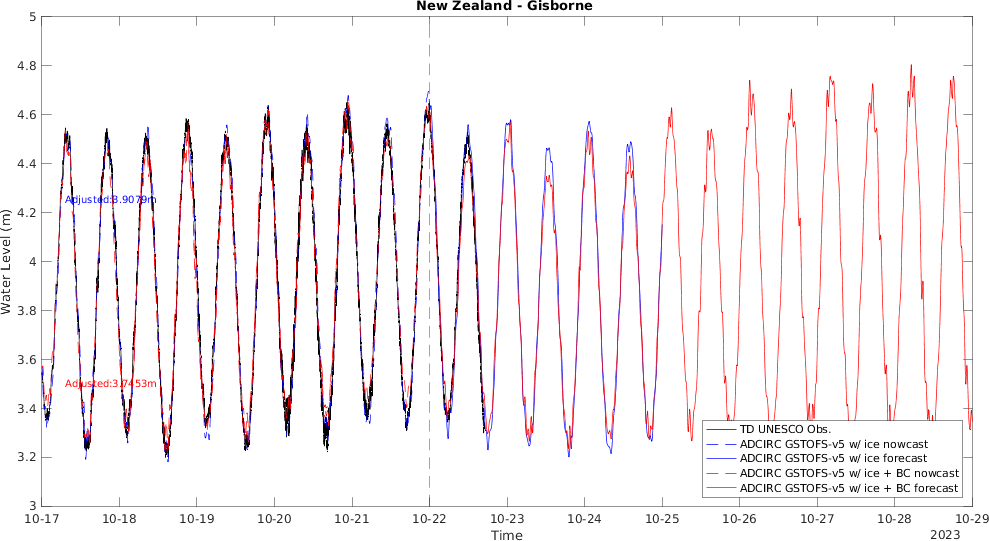 New Zealand - Gisborne
5
4.8
4.6
4.4
4.2
4
3.8
3.6
3.4
3.2
3
Water Level (m)
Adjusted:3.9079m
Adjusted:3.7453m
TD UNESCO Obs.
ADCIRC GSTOFS-v5 w/ ice nowcast
ADCIRC GSTOFS-v5 w/ ice forecast
ADCIRC GSTOFS-v5 w/ ice + BC nowcast
ADCIRC GSTOFS-v5 w/ ice + BC forecast
10-17 10-18 10-19 10-20 10-21 10-22 10-23 10-24 10-25 10-26 10-27 10-28 10-29
Time
2023